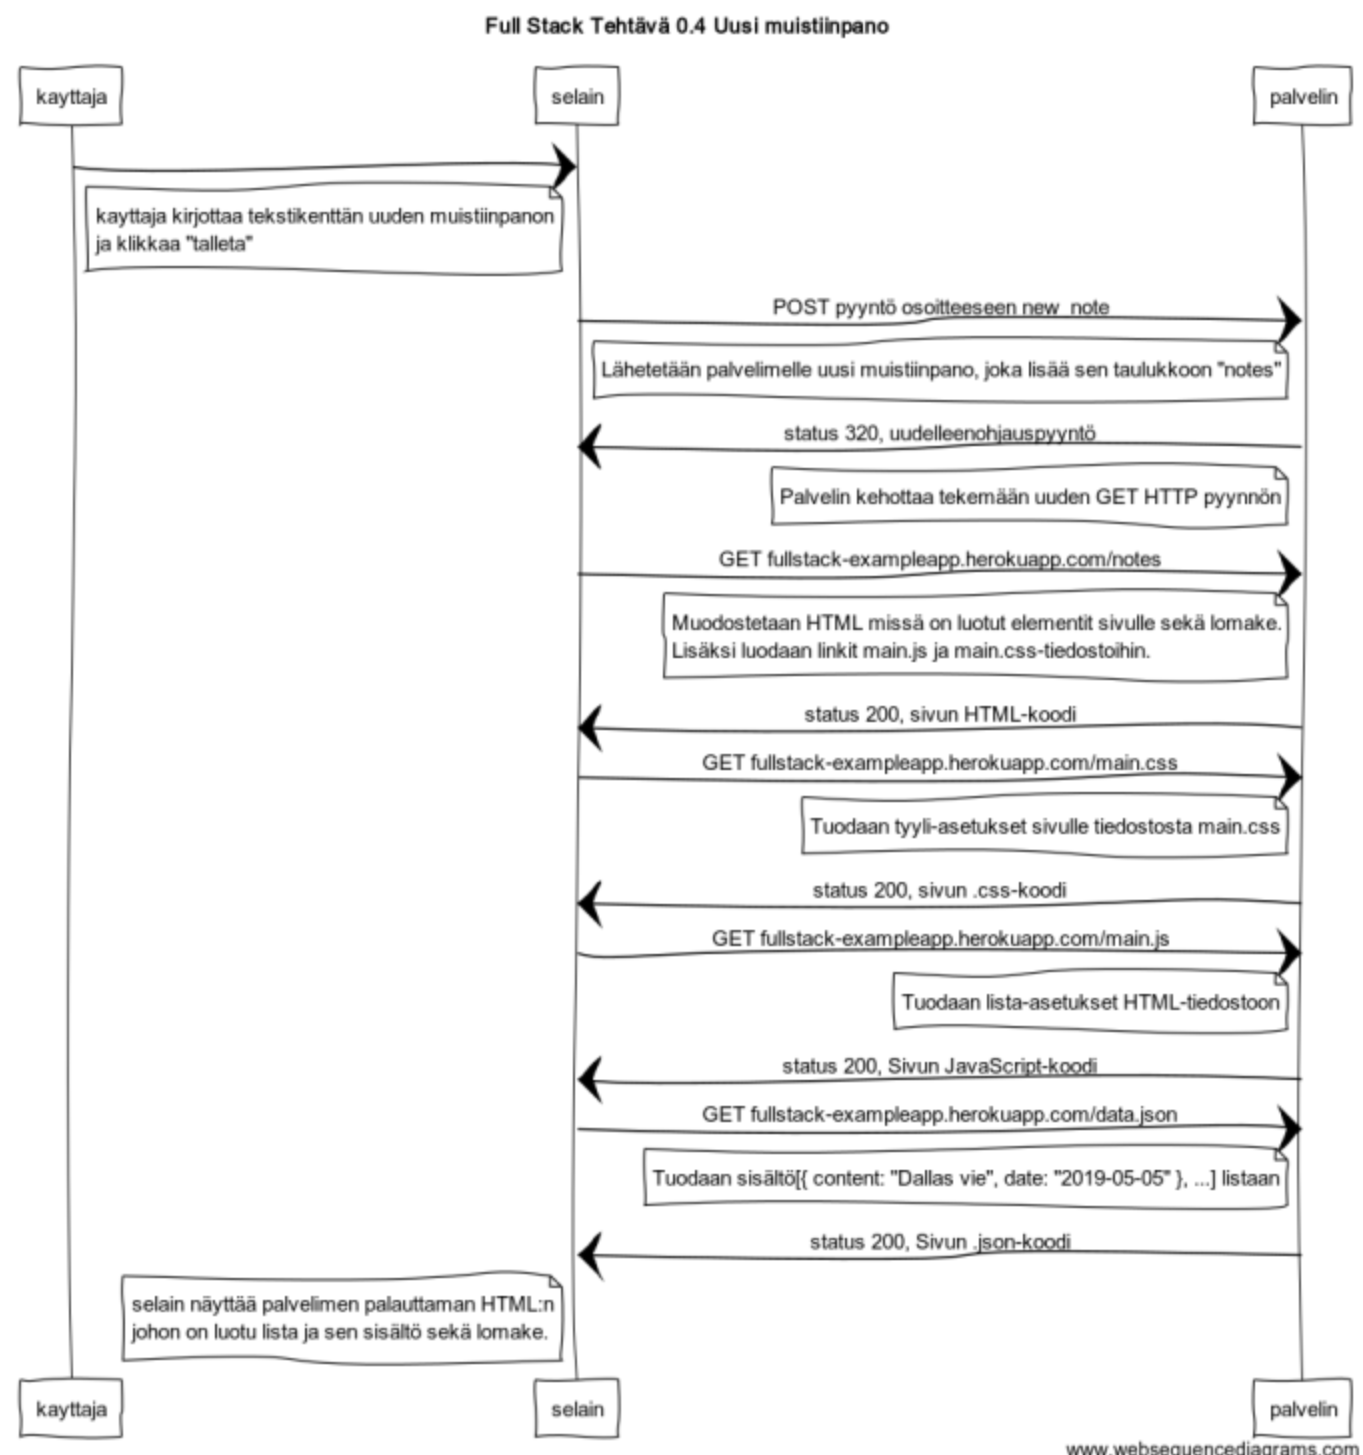 Full Stack Tehtävä 0.4 Uusi muistiinpano
kayttaja
selain
palvelin
kayttaja kirjottaa tekstikenttän uuden muistiinpanon
ja klikkaa "talleta"
POST pyyntö osoitteeseen new_note
Lähetetään palvelimelle uusi muistiinpano, joka lisää sen taulukkoon "notes"
status 320, uudelleenohjauspyyntö
Palvelin kehottaa tekemään uuden GET HTTP pyynnön
GET fullstack-exampleapp.herokuapp.com/notes
Muodostetaan HTML missä on luotut elementit sivulle sekä lomake.
Lisäksi luodaan linkit main.js ja main.css-tiedostoihin.
status 200, sivun HTML-koodi
GET fullstack-exampleapp.herokuapp.com/main.css
Tuodaan tyyli-asetukset sivulle tiedostosta main.css
status 200, sivun .css-koodi
GET fullstack-exampleapp.herokuapp.com/main.js
Tuodaan lista-asetukset HTML-tiedostoon
status 200, Sivun JavaScript-koodi
GET fullstack-exampleapp.herokuapp.com/data.json
Tuodaan sisältö[{ content: "Dallas vie", date: "2019-05-05" }, ...] listaan
status 200, Sivun .json-koodi
selain näyttää palvelimen palauttaman HTML:n
johon on luotu lista ja sen sisältö sekä lomake.
kayttaja
selain
palvelin
www.websequencediagrams.com